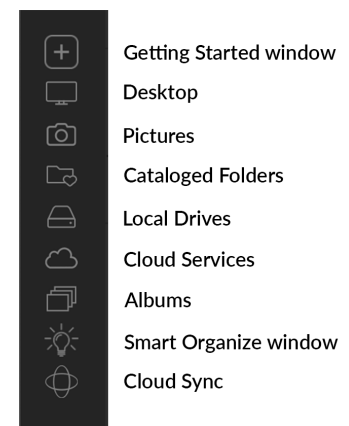 Getting Started window
Desktop
Pictures
Cataloged Folders
Local Drives
Cloud Services
Albums
Smart Organize window
Cloud Sync